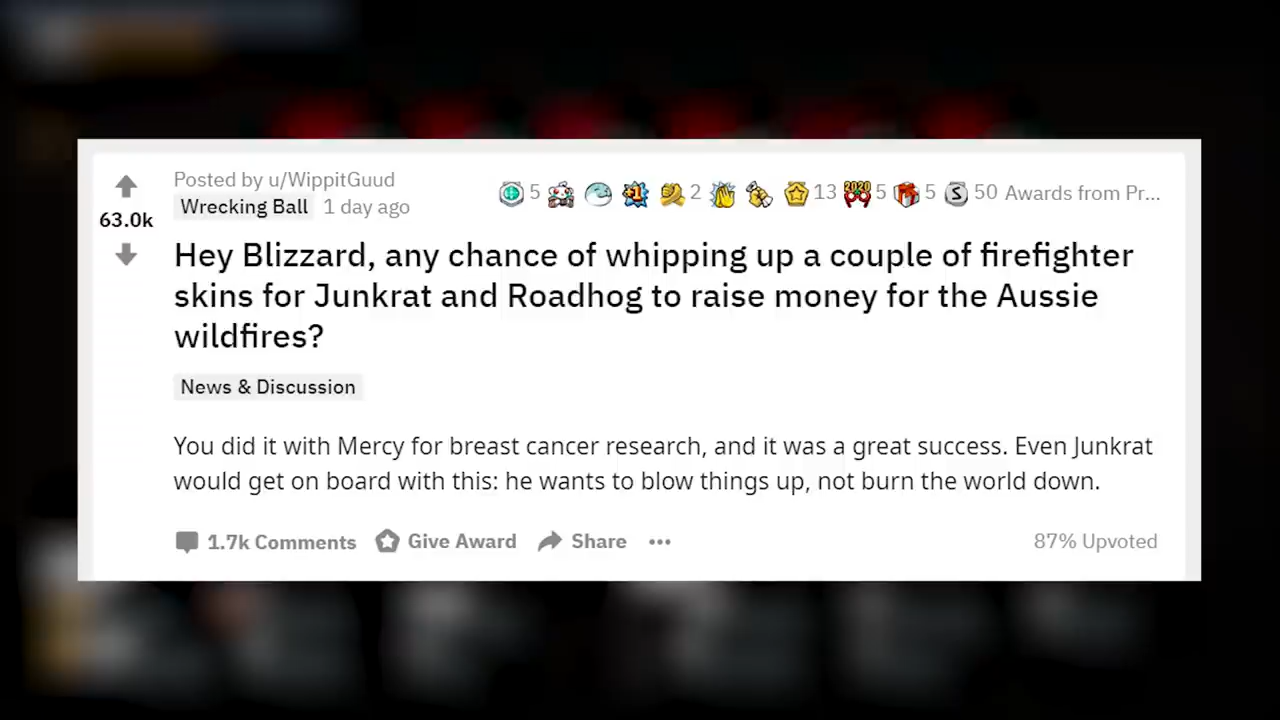 Posted by u/WippitGuud
Wrecking Ball 1 day ago
5 +1 2 13 2020 5 5 S 50 Awards from Pr...
63.0k
Hey Blizzard, any chance of whipping up a couple of firefighter
skins for Junkrat and Roadhog to raise money for the Aussie
wildfires?
News & Discussion
You did it with Mercy for breast cancer research, and it was a great success. Even Junkrat
would get on board with this: he wants to blow things up, not burn the world down.
1.7k Comments Give Award Share ... 87% Upvoted